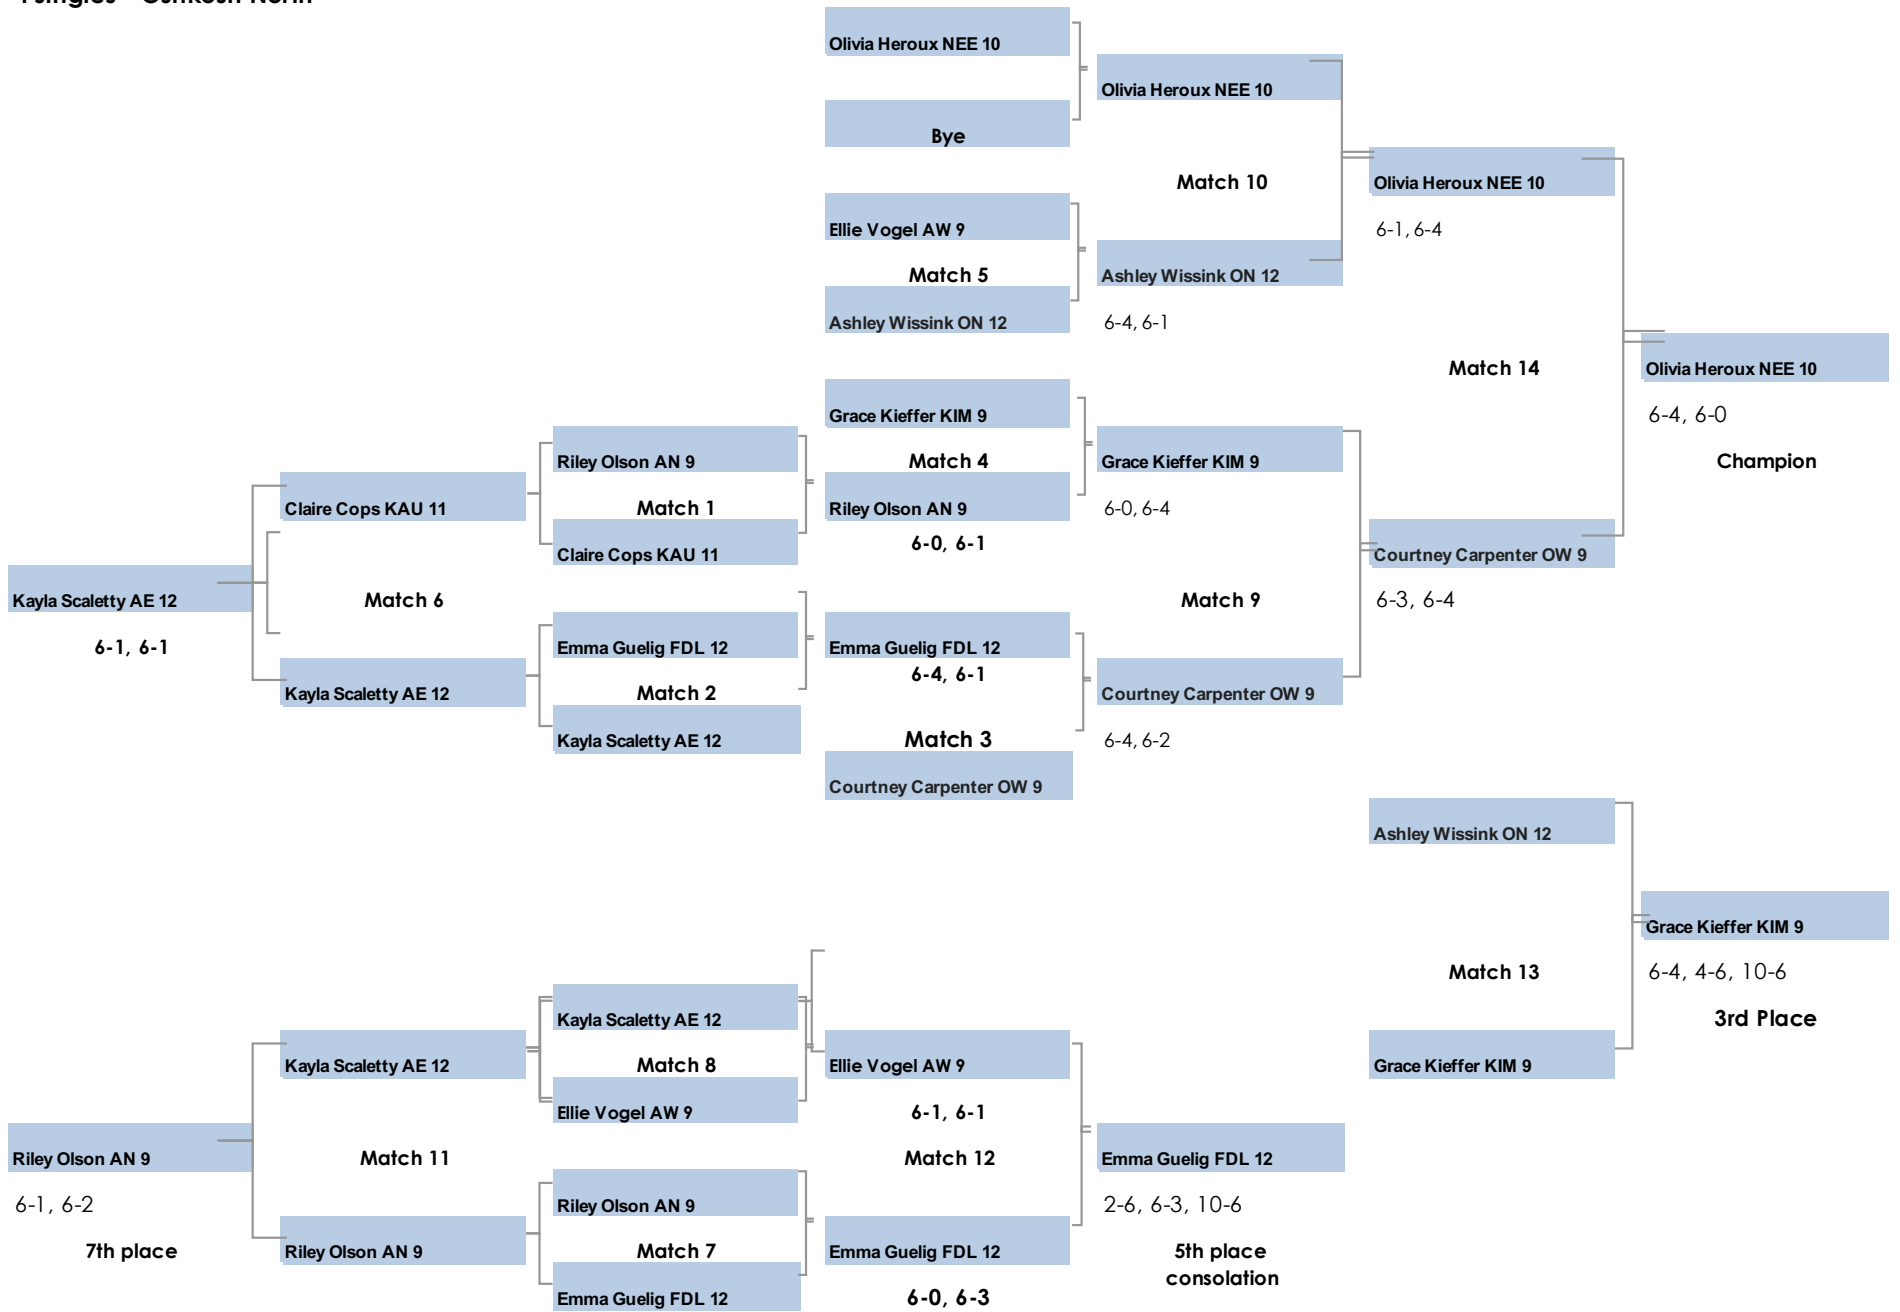 Olivia Heroux NEE 10
Olivia Heroux NEE 10
Bye
Match 10
Olivia Heroux NEE 10
Ellie Vogel AW 9
6-1, 6-4
Match 5
Ashley Wissink ON 12
Ashley Wissink ON 12
6-4, 6-1
Match 14
Olivia Heroux NEE 10
Grace Kieffer KIM 9
6-4, 6-0
Riley Olson AN 9
Match 4
Grace Kieffer KIM 9
Champion
Claire Cops KAU 11
Match 1
Riley Olson AN 9
6-0, 6-4
Claire Cops KAU 11
6-0, 6-1
Courtney Carpenter OW 9
Kayla Scaletty AE 12
Match 6
Match 9
6-3, 6-4
6-1, 6-1
Emma Guelig FDL 12
Emma Guelig FDL 12
6-4, 6-1
Kayla Scaletty AE 12
Match 2
Courtney Carpenter OW 9
Kayla Scaletty AE 12
Match 3
6-4, 6-2
Courtney Carpenter OW 9
Ashley Wissink ON 12
Grace Kieffer KIM 9
Match 13
6-4, 4-6, 10-6
Kayla Scaletty AE 12
3rd Place
Kayla Scaletty AE 12
Match 8
Ellie Vogel AW 9
Grace Kieffer KIM 9
Ellie Vogel AW 9
6-1, 6-1
Riley Olson AN 9
Match 11
Match 12
Emma Guelig FDL 12
6-1, 6-2
Riley Olson AN 9
2-6, 6-3, 10-6
7th place
Riley Olson AN 9
Match 7
Emma Guelig FDL 12
5th place
consolation
Emma Guelig FDL 12
6-0, 6-3